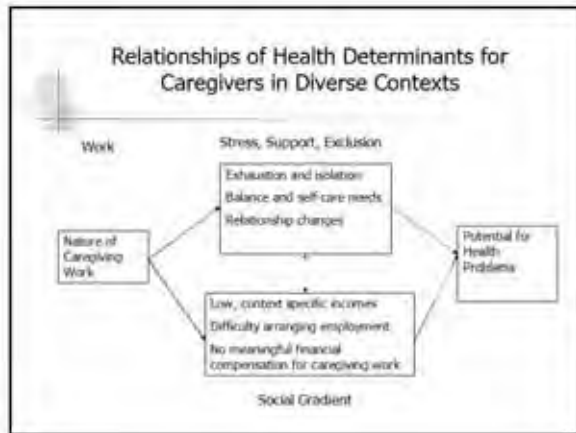 Relationships of Health Determinants for
Caregivers in Diverse Contexts
Work
Stress, Support, Exclusion
Exhaustion and isolation
Balance and self-care needs
Relationship changes
Nature of
Caregiving
Work
Potential for
Health
Problems
Low, context specific incomes
Difficulty arranging employment
No meaningful financial
compensation for caregiving work
Social Gradient